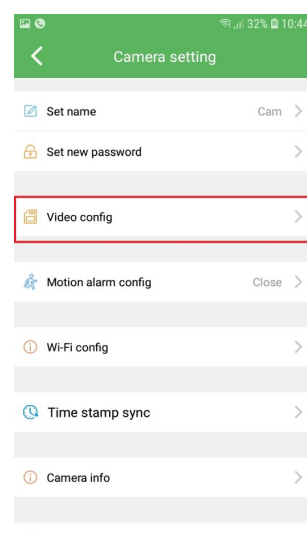 32% 10:44
Camera setting
Set name Cam
Set new password
Video config
Motion alarm config Close
Wi-Fi config
Time stamp sync
Camera info